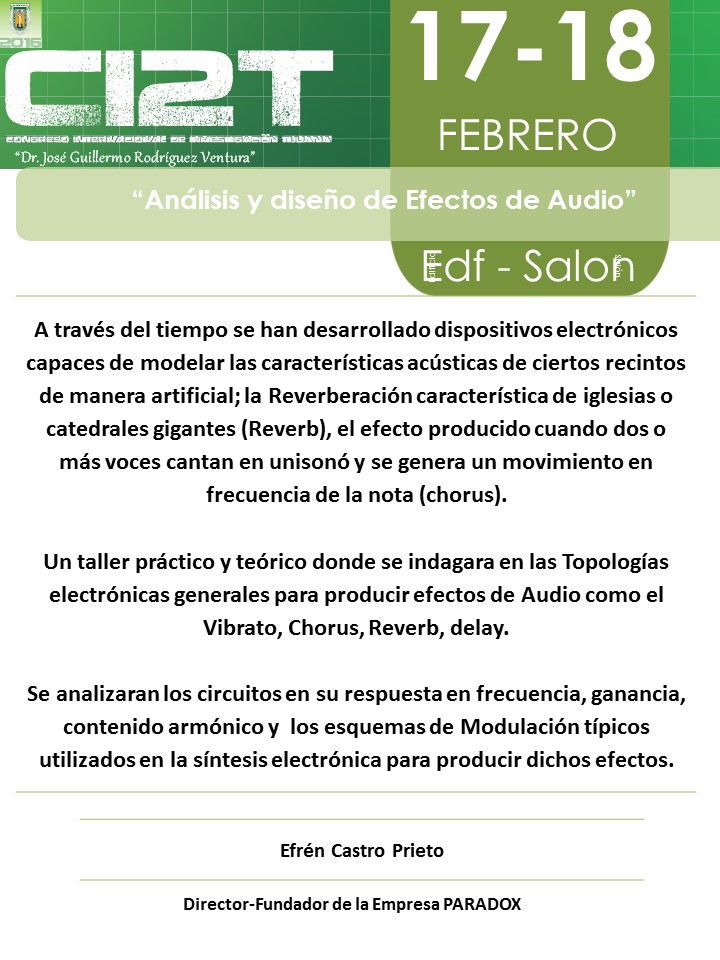 2016
CI2T
CONGRESO INTERNACIONAL DE INVESTIGACIÓN TIJUANA
“Dr. José Guillermo Rodríguez Ventura”
17-18
FEBRERO
“Análisis y diseño de Efectos de Audio”
Edf - Salon
Salón
A través del tiempo se han desarrollado dispositivos electrónicos
capaces de modelar las características acústicas de ciertos recintos
de manera artificial; la Reverberación característica de iglesias o
catedrales gigantes (Reverb), el efecto producido cuando dos o
más voces cantan en unisonó y se genera un movimiento en
frecuencia de la nota (chorus).
Un taller práctico y teórico donde se indagara en las Topologías
electrónicas generales para producir efectos de Audio como el
Vibrato, Chorus, Reverb, delay.
Se analizaran los circuitos en su respuesta en frecuencia, ganancia,
contenido armónico y  los esquemas de Modulación típicos
utilizados en la síntesis electrónica para producir dichos efectos.
Efrén Castro Prieto
Director-Fundador de la Empresa PARADOX